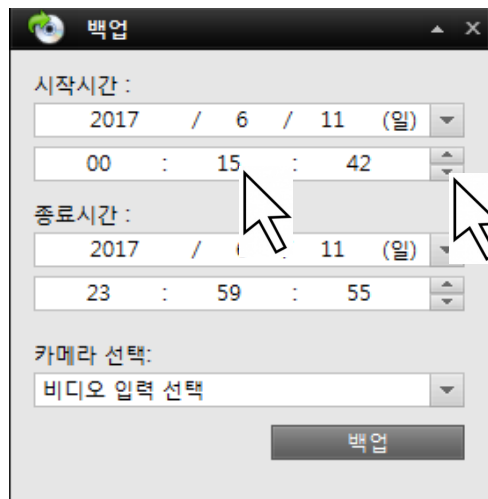 백업
시작시간 :
2017 / 6 / 11 (일)
00 : 15 : 42
종료시간 :
2017 / 11 (일)
23 : 59 : 55
카메라 선택:
비디오 입력 선택
백업